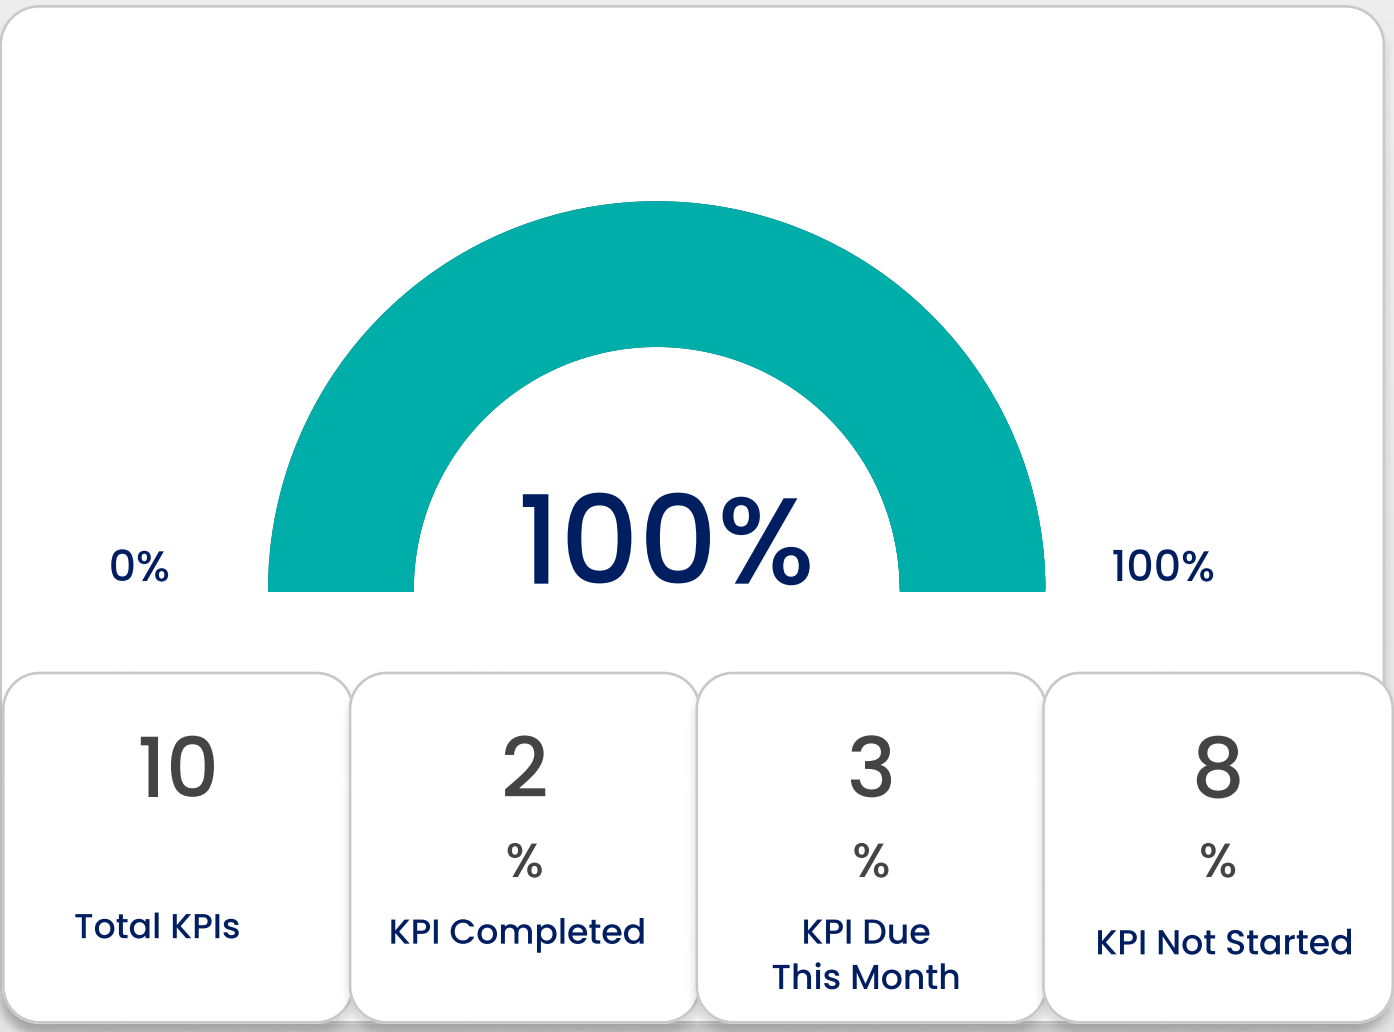 100%
0%
100%
10
Total KPIs
2
%
KPI Completed
3
%
KPI Due
This Month
8
%
KPI Not Started